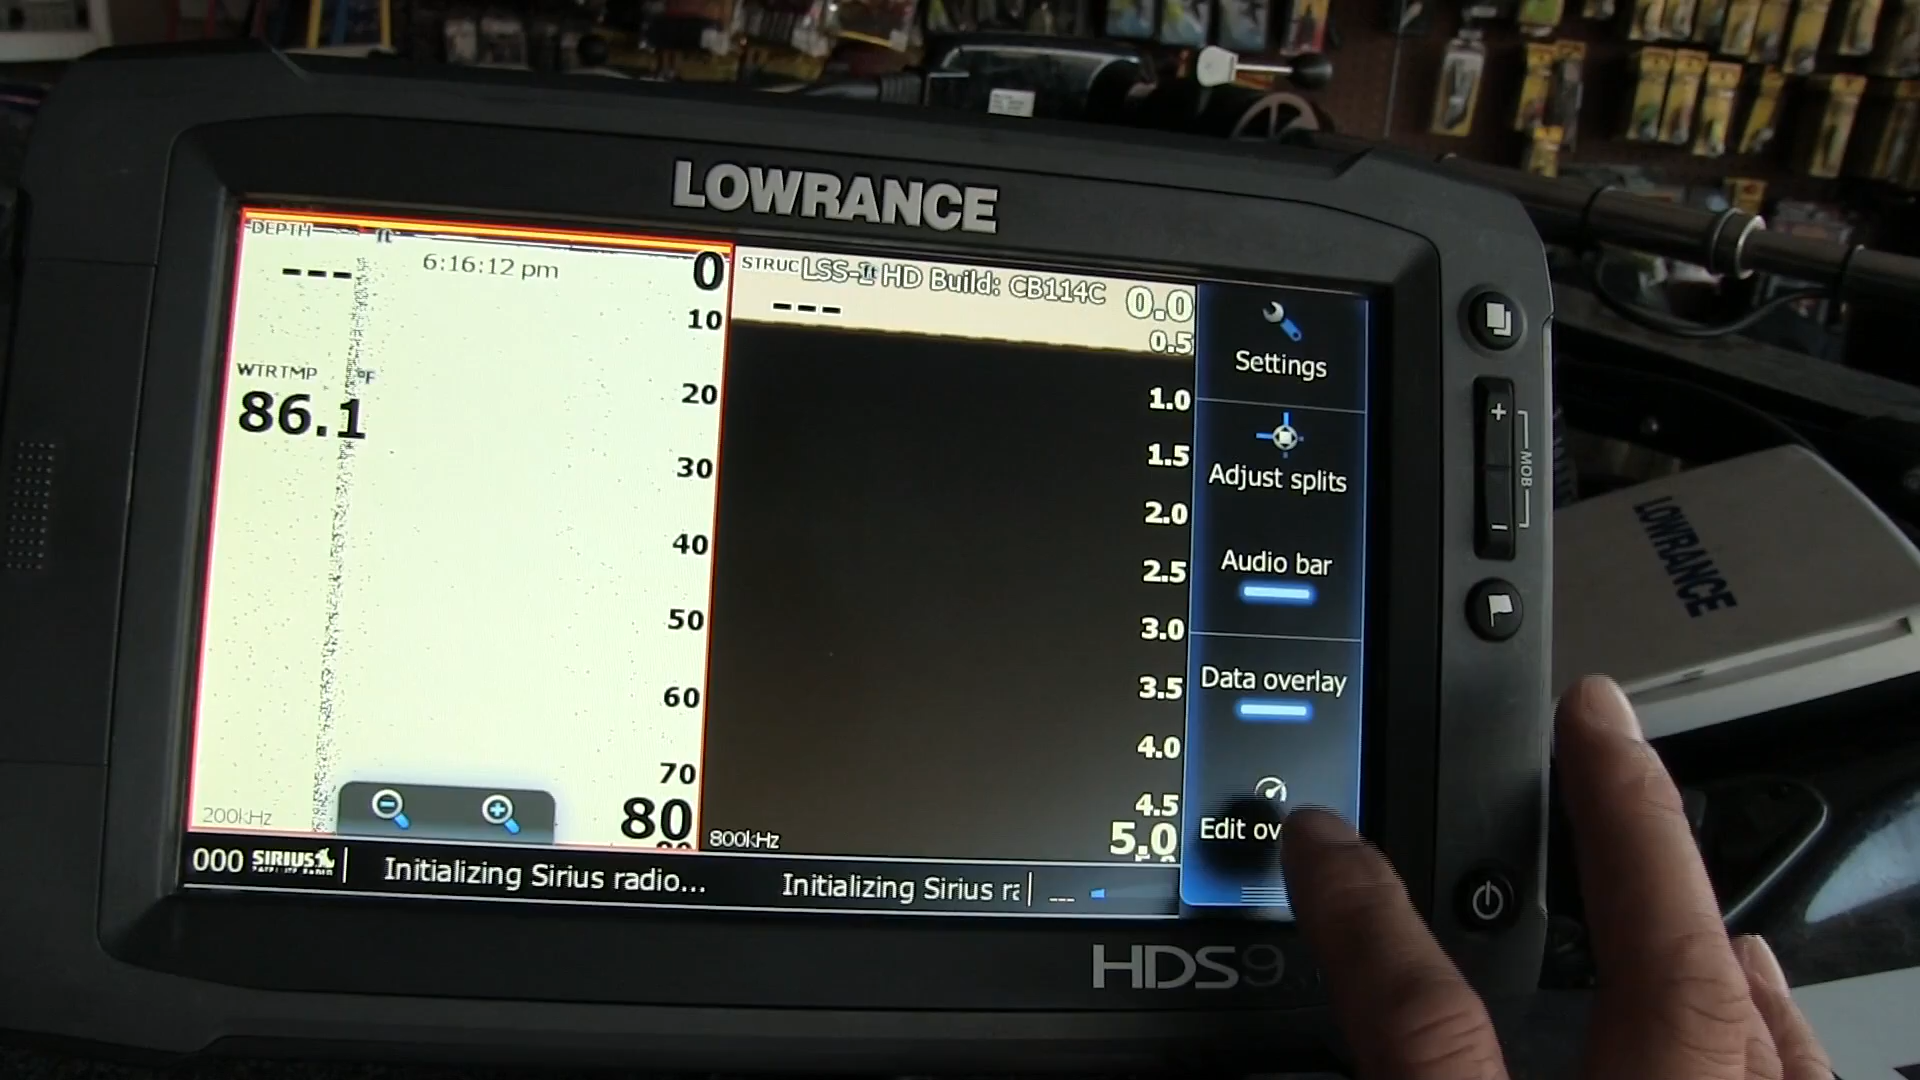 LOWRANCE
DEPTH ft
---
6:16:12 pm
0
10
20
30
40
50
60
70
80
WTRTMP °F
86.1
200kHz
STRUC
LSS-1 HD Build: CB114C
ft
---
0.0
0.5
1.0
1.5
2.0
2.5
3.0
3.5
4.0
4.5
5.0
800kHz
Settings
Adjust splits
Audio bar
Data overlay
Edit ov
000 SIRIUS
SATELLITE RADIO
Initializing Sirius radio... Initializing Sirius ra
---
HDS9
+
MOB
–
LOWRANCE